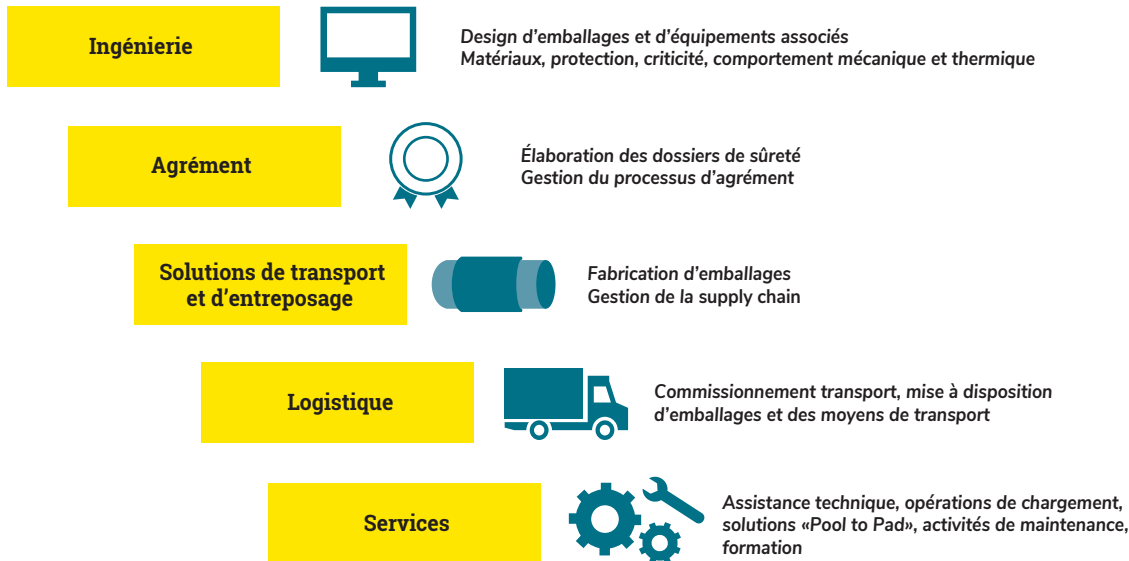 Ingénierie
Design d’emballages et d’équipements associés
Matériaux, protection, criticité, comportement mécanique et thermique
Agrément
Élaboration des dossiers de sûreté
Gestion du processus d’agrément
Solutions de transport
et d’entreposage
Fabrication d’emballages
Gestion de la supply chain
Logistique
Commissionnement transport, mise à disposition
d’emballages et des moyens de transport
Services
Assistance technique, opérations de chargement,
solutions «Pool to Pad», activités de maintenance,
formation